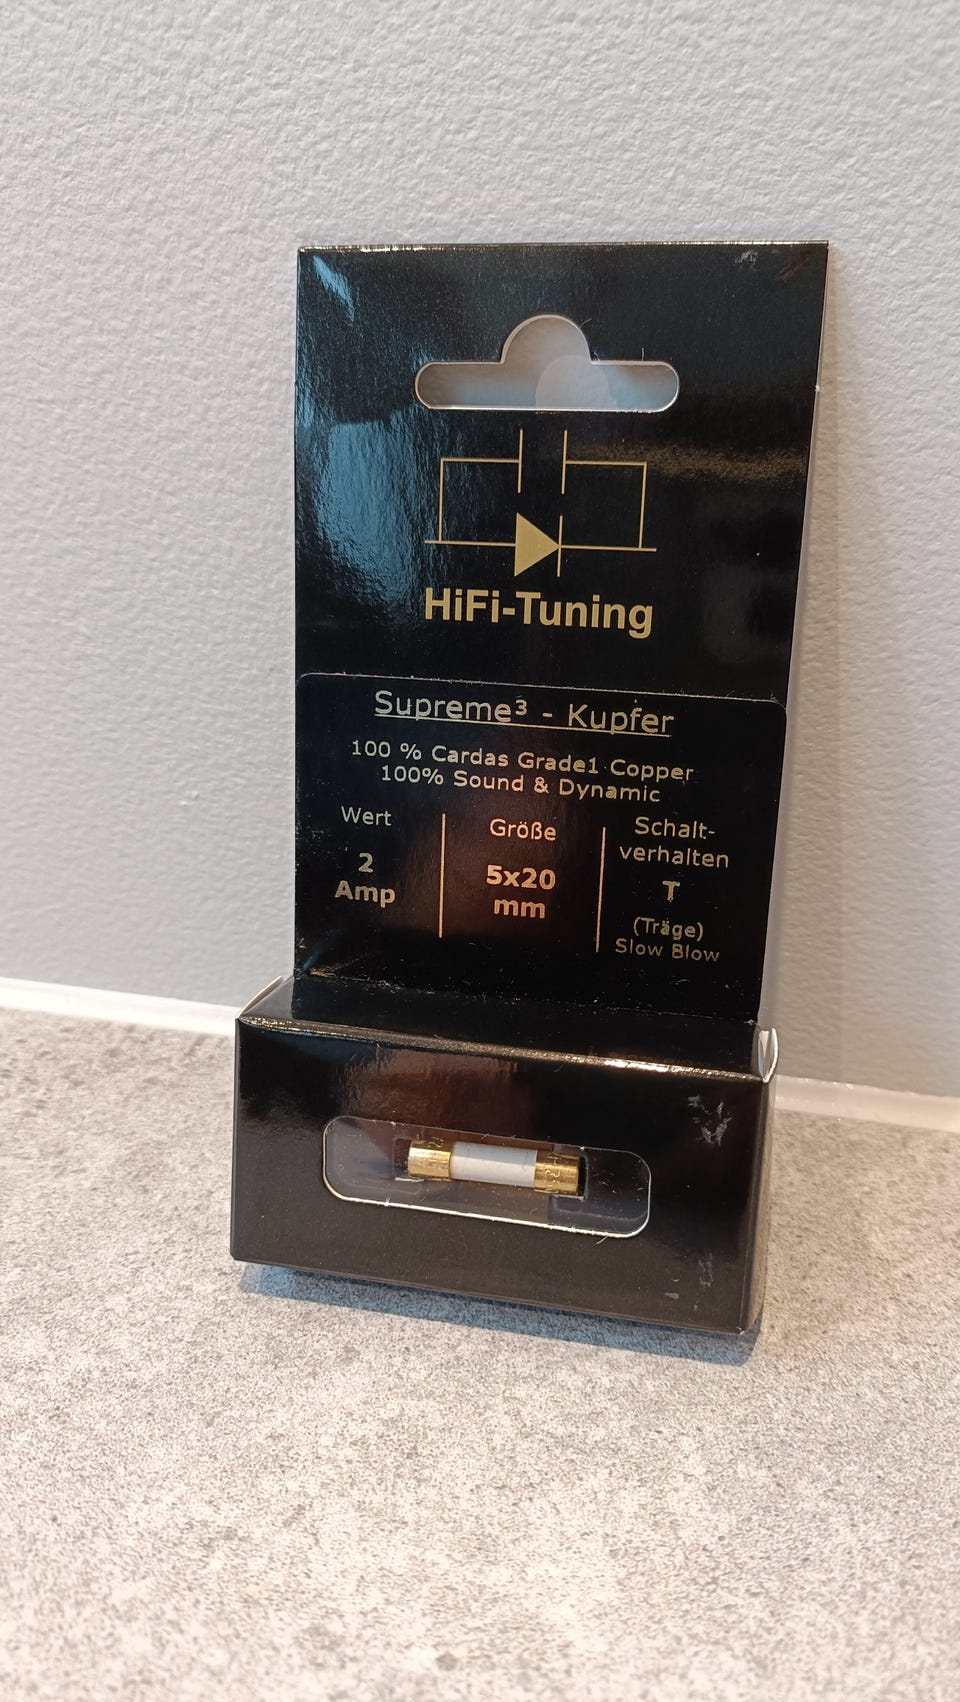 HiFi-Tuning
Supreme³ - Kupfer
100 % Cardas Grade1 Copper
100% Sound & Dynamic
Wert
2
Amp
Größe
5x20
mm
Schalt-
verhalten
T
(Träge)
Slow Blow